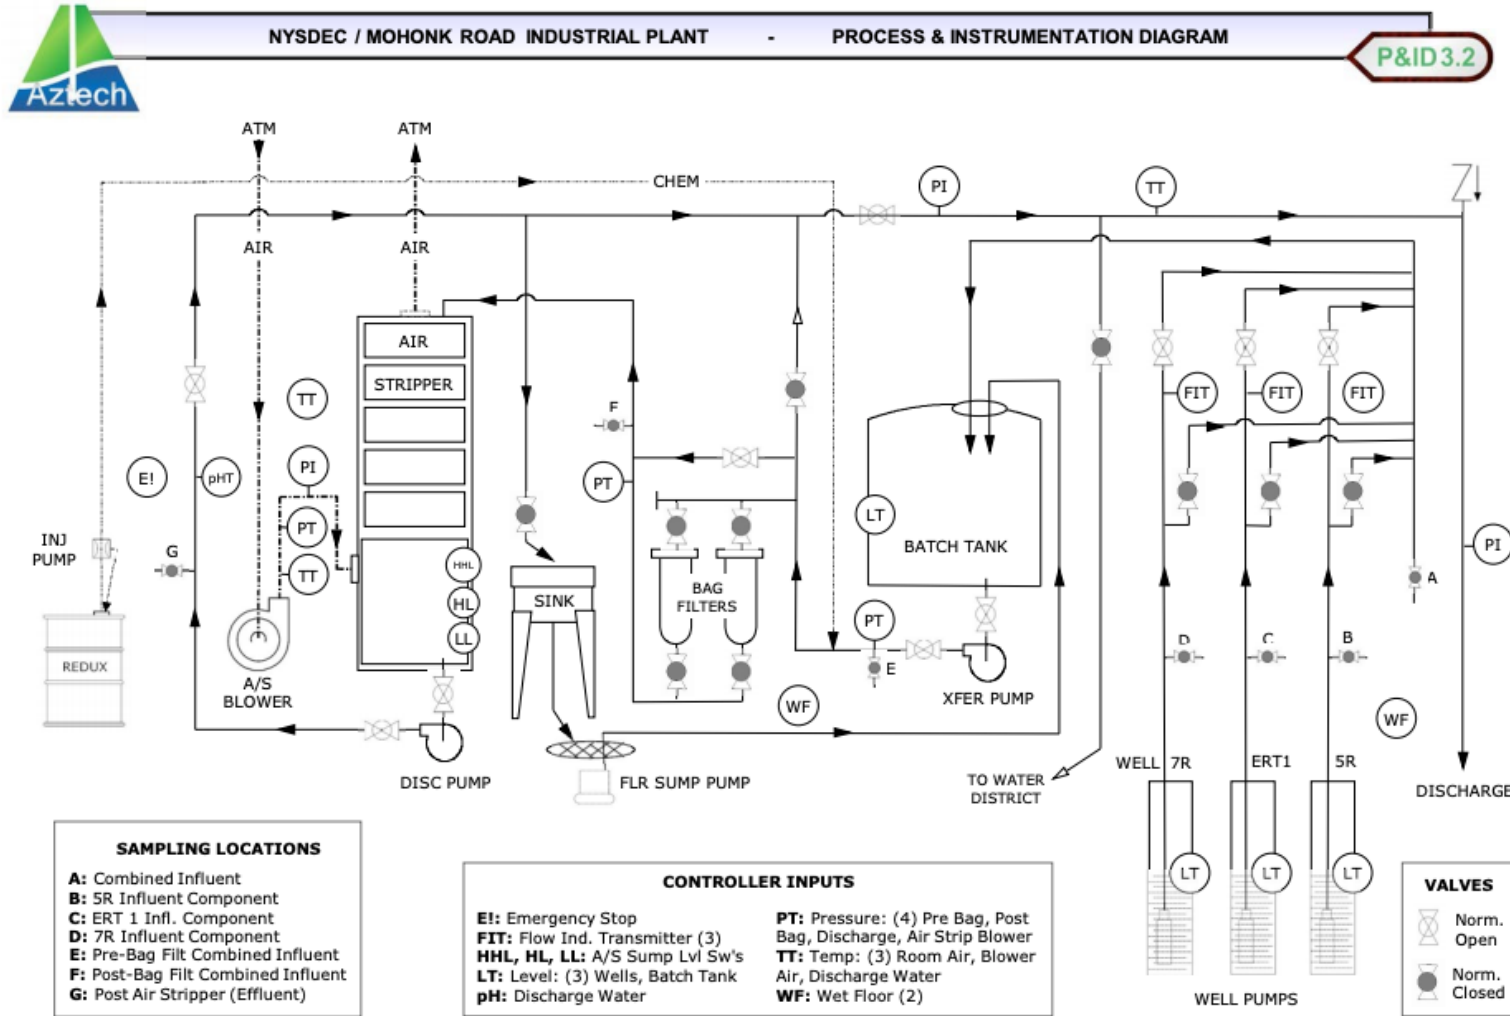 NYSDEC / MOHONK ROAD INDUSTRIAL PLANT - PROCESS & INSTRUMENTATION DIAGRAM
P&ID 3.2
Aztech
ATM
ATM
CHEM
PI
TT
AIR
AIR
AIR
STRIPPER
TT
PI
PT
TT
E!
pHT
G
INJ
PUMP
REDUX
A/S
BLOWER
HHL
HL
LL
DISC PUMP
SINK
FLR SUMP PUMP
F
PT
BAG
FILTERS
WF
LT
BATCH TANK
PT
E
XFER PUMP
TO WATER
DISTRICT
FIT
FIT
FIT
PI
A
D
C
B
WF
WELL 7R
ERT1
5R
DISCHARGE
LT
LT
LT
WELL PUMPS
SAMPLING LOCATIONS
A: Combined Influent
B: 5R Influent Component
C: ERT 1 Infl. Component
D: 7R Influent Component
E: Pre-Bag Filt Combined Influent
F: Post-Bag Filt Combined Influent
G: Post Air Stripper (Effluent)
CONTROLLER INPUTS
E!: Emergency Stop
FIT: Flow Ind. Transmitter (3)
HHL, HL, LL: A/S Sump Lvl Sw's
LT: Level: (3) Wells, Batch Tank
pH: Discharge Water
PT: Pressure: (4) Pre Bag, Post
Bag, Discharge, Air Strip Blower
TT: Temp: (3) Room Air, Blower
Air, Discharge Water
WF: Wet Floor (2)
VALVES
Norm.
Open
Norm.
Closed